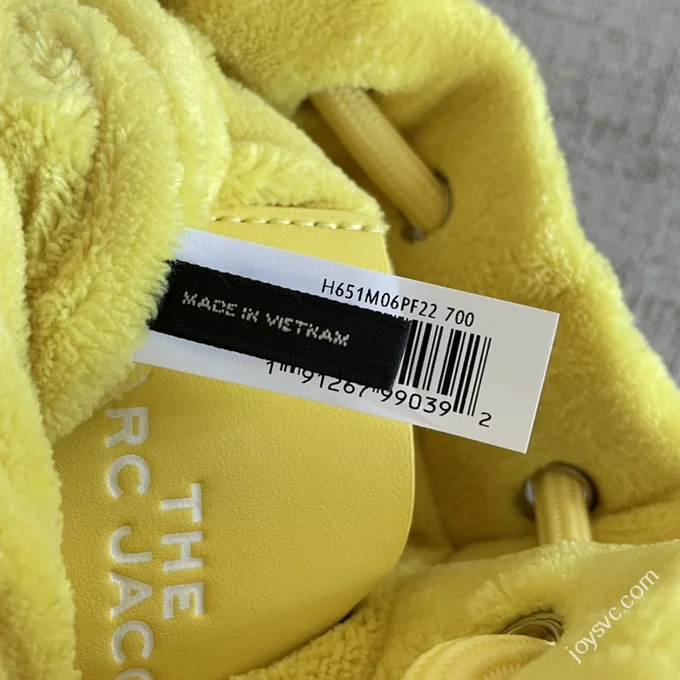 H651M06PF22 700
MADE IN VIETNAM
1 91267 99039 2
THE
RC JAC
joysvc.com